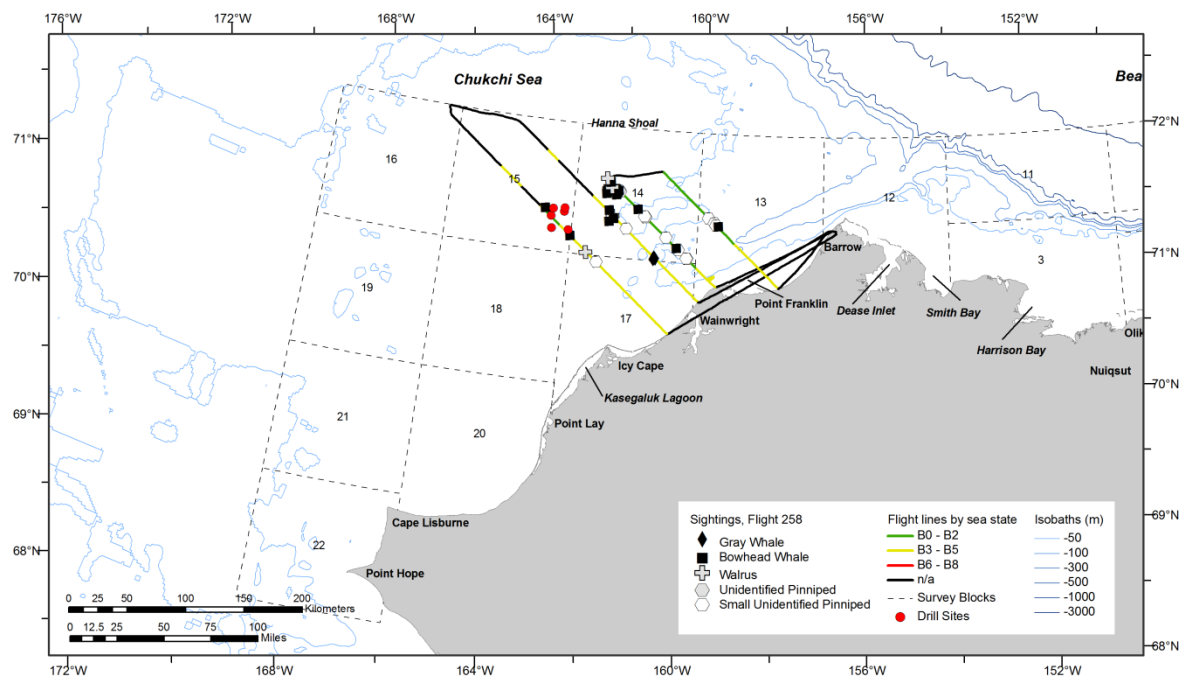 176°W
172°W
168°W
164°W
160°W
156°W
152°W
Chukchi Sea
Bea
72°N
71°N
Hanna Shoal
16
15
14
13
12
11
Barrow
71°N
3
70°N
19
18
17
Point Franklin
Dease Inlet
Smith Bay
Wainwright
Harrison Bay
Olik
Icy Cape
Nuiqsut
70°N
Kasegaluk Lagoon
69°N
21
20
Point Lay
Cape Lisburne
69°N
22
68°N
Point Hope
Sightings, Flight 258
Gray Whale
Bowhead Whale
Walrus
Unidentified Pinniped
Small Unidentified Pinniped
Flight lines by sea state
B0 - B2
B3 - B5
B6 - B8
n/a
Survey Blocks
Drill Sites
Isobaths (m)
-50
-100
-300
-500
-1000
-3000
0 25 50 100 150 200
Kilometers
0 12.5 25 50 75 100
Miles
68°N
172°W
168°W
164°W
160°W
156°W
152°W